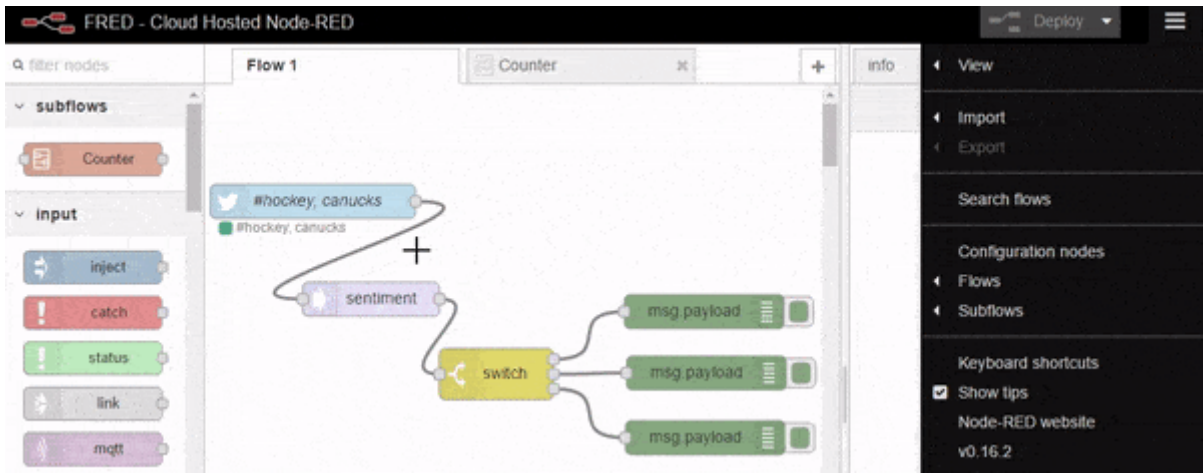 FRED - Cloud Hosted Node-RED
Deploy
filter nodes
Flow 1
Counter
+
info
View
subflows
Import
Counter
Export
#hockey, canucks
Search flows
input
#hockey, canucks
Configuration nodes
inject
sentiment
Flows
catch
msg.payload
Subflows
status
switch
msg.payload
Keyboard shortcuts
link
Show tips
Node-RED website
mqtt
msg.payload
v0.16.2